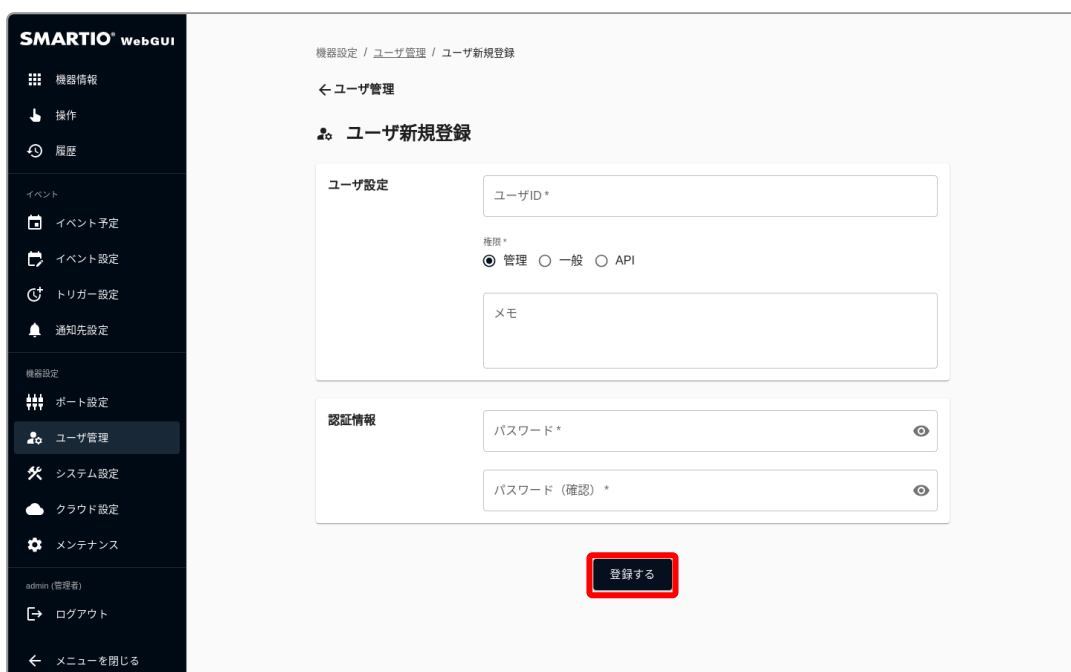 SMARTIO° WebGUI
機器情報
操作
履歴
イベント
イベント予定
イベント設定
トリガー設定
通知先設定
機器設定
ポート設定
ユーザ管理
システム設定
クラウド設定
メンテナンス
admin (管理者)
ログアウト
メニューを閉じる
機器設定 / ユーザ管理 / ユーザ新規登録
ユーザ管理
ユーザ新規登録
ユーザ設定
ユーザID *
権限 *
管理 一般 API
メモ
認証情報
パスワード *
パスワード（確認） *
登録する